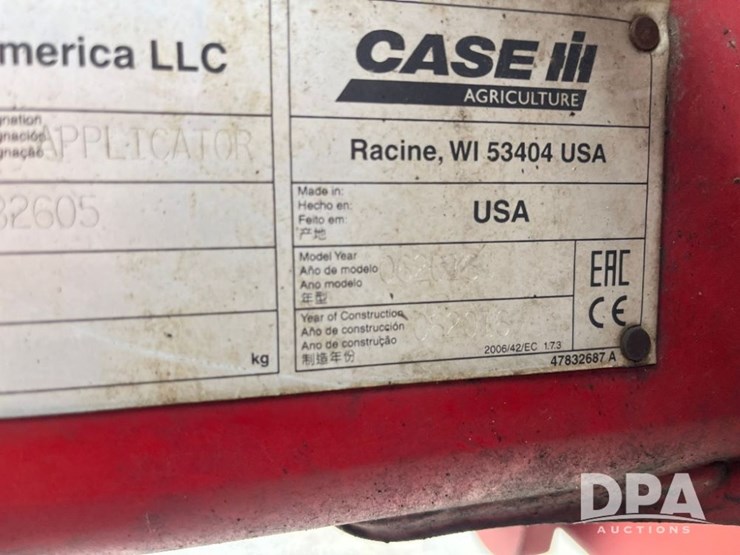 merica LLC
CASE IH
AGRICULTURE
gnation
gnación
gnação
APPLICATOR
Racine, WI 53404 USA
32605
Made in:
Hecho en:
Feito em:
产地
USA
Model Year
Año de modelo
Ano modelo
年型
EAC
CE
Year of Construction
Año de construcción
Ano de construção
制造年份
kg
2006/42/EC 1.7.3
47832687 A
DPA
AUCTIONS